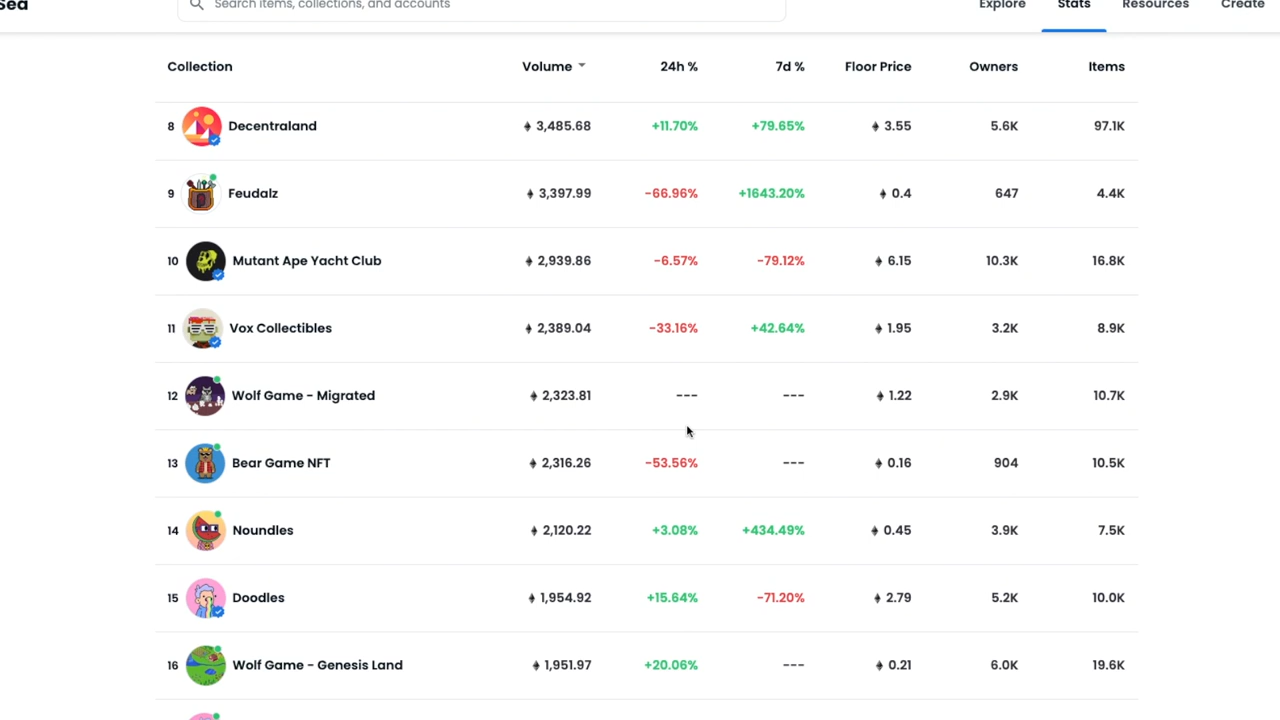 Sea Search items, collections, and accounts Explore Stats Resources Create
Collection Volume 24h % 7d % Floor Price Owners Items
8 Decentraland 3,485.68 +11.70% +79.65% 3.55 5.6K 97.1K
9 Feudalz 3,397.99 -66.96% +1643.20% 0.4 647 4.4K
10 Mutant Ape Yacht Club 2,939.86 -6.57% -79.12% 6.15 10.3K 16.8K
11 Vox Collectibles 2,389.04 -33.16% +42.64% 1.95 3.2K 8.9K
12 Wolf Game - Migrated 2,323.81 --- --- 1.22 2.9K 10.7K
13 Bear Game NFT 2,316.26 -53.56% --- 0.16 904 10.5K
14 Noundles 2,120.22 +3.08% +434.49% 0.45 3.9K 7.5K
15 Doodles 1,954.92 +15.64% -71.20% 2.79 5.2K 10.0K
16 Wolf Game - Genesis Land 1,951.97 +20.06% --- 0.21 6.0K 19.6K